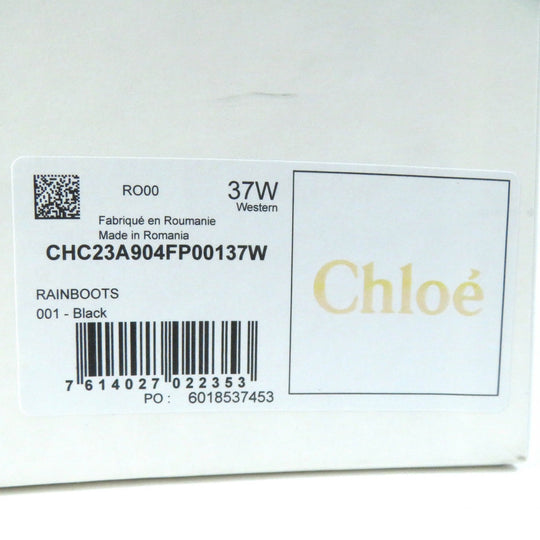 RO00
37W
Western
Fabriqué en Roumanie
Made in Romania
CHC23A904FP00137W
RAINBOOTS
001 - Black
7 614027 022353
PO : 6018537453
Chloé